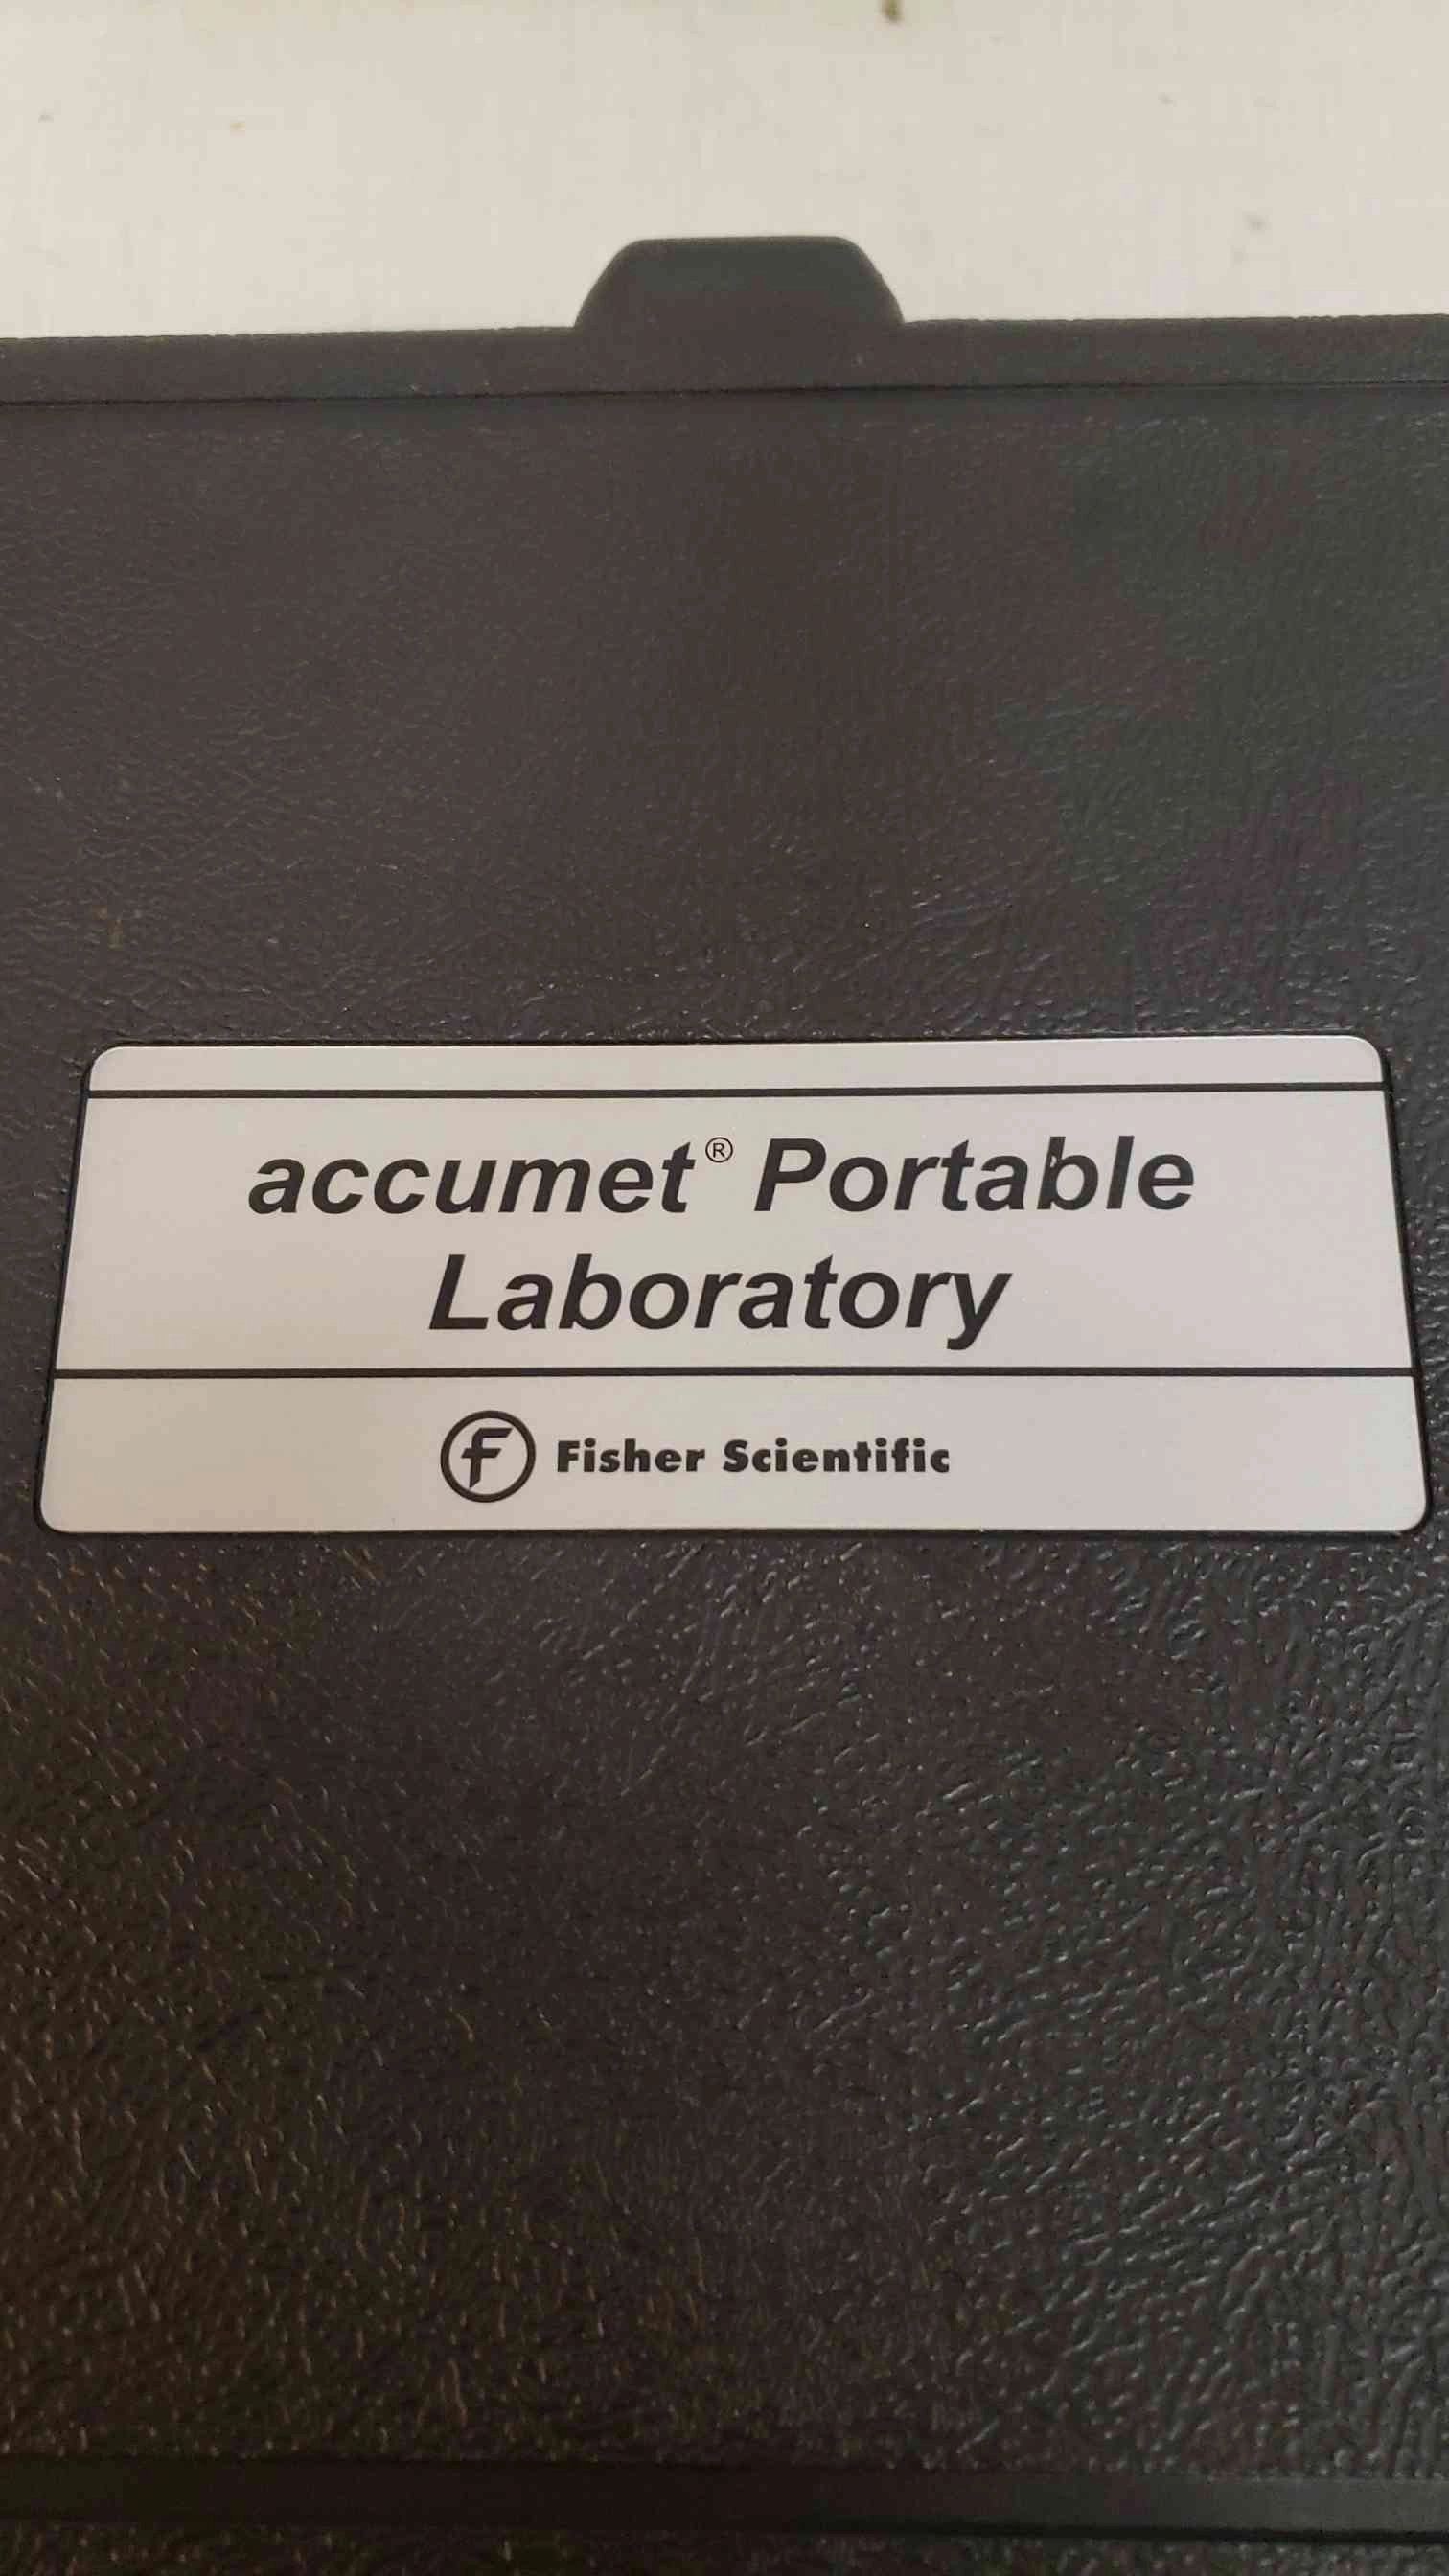 accumet® Portable
Laboratory
Fisher Scientific